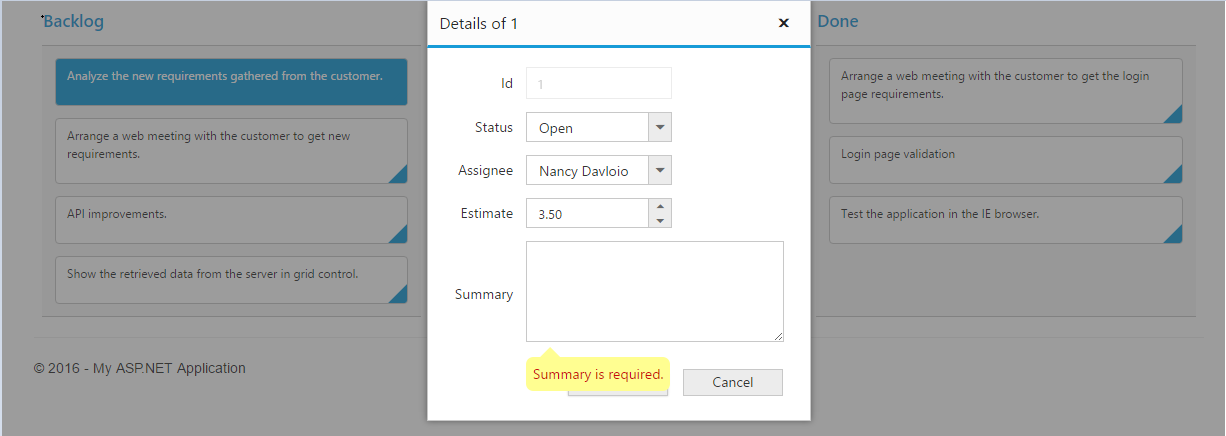 Backlog
Analyze the new requirements gathered from the customer.
Arrange a web meeting with the customer to get new
requirements.
API improvements.
Show the retrieved data from the server in grid control.
Details of 1
×
Id
1
Status
Open
Assignee
Nancy Davloio
Estimate
3.50
Summary
Summary is required.
Cancel
Done
Arrange a web meeting with the customer to get the login
page requirements.
Login page validation
Test the application in the IE browser.
© 2016 - My ASP.NET Application